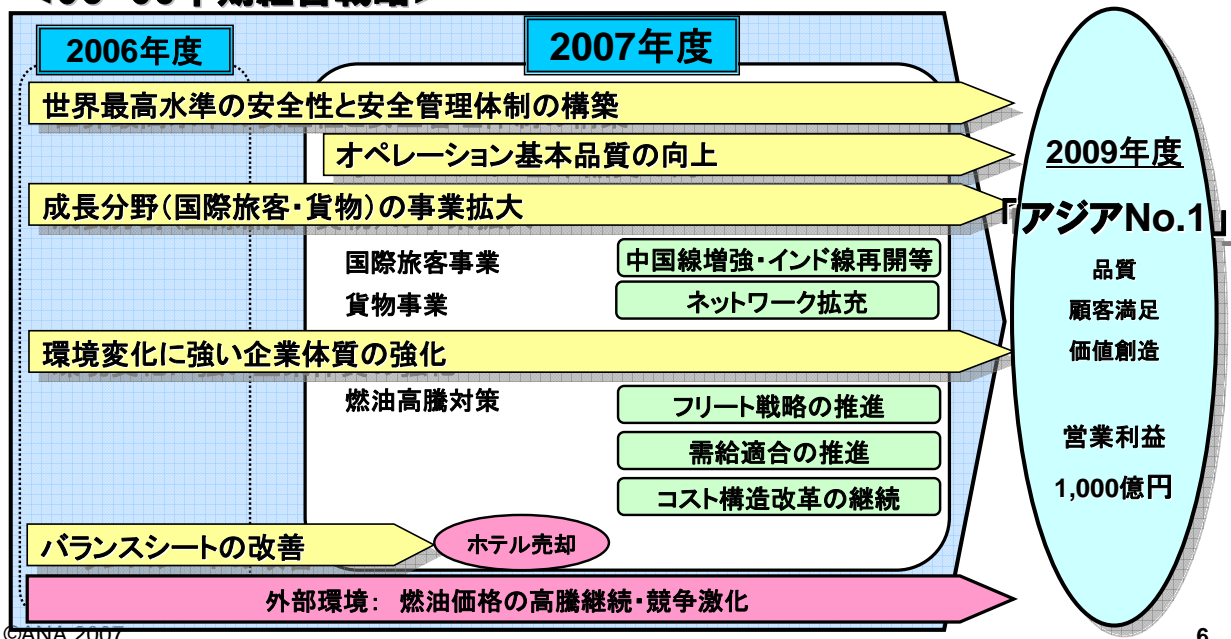 2006年度
2007年度
世界最高水準の安全性と安全管理体制の構築
オペレーション基本品質の向上
成長分野(国際旅客・貨物)の事業拡大
国際旅客事業
中国線増強・インド線再開等
貨物事業
ネットワーク拡充
環境変化に強い企業体質の強化
燃油高騰対策
フリート戦略の推進
需給適合の推進
コスト構造改革の継続
バランスシートの改善
ホテル売却
外部環境: 燃油価格の高騰継続・競争激化
2009年度
「アジアNo.1」
品質
顧客満足
価値創造
営業利益
1,000億円
©ANA 2007
6